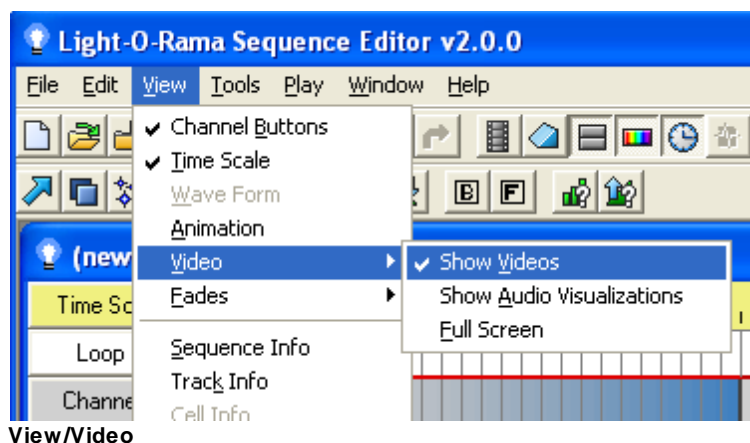 Light-O-Rama Sequence Editor v2.0.0
File Edit View Tools Play Window Help
Channel Buttons
Time Scale
Wave Form
B F
Animation
(new
Video
Show Videos
Time Sc
Fades
Show Audio Visualizations
Full Screen
Loop
Sequence Info
Track Info
Channe
Cell Info
View/Video